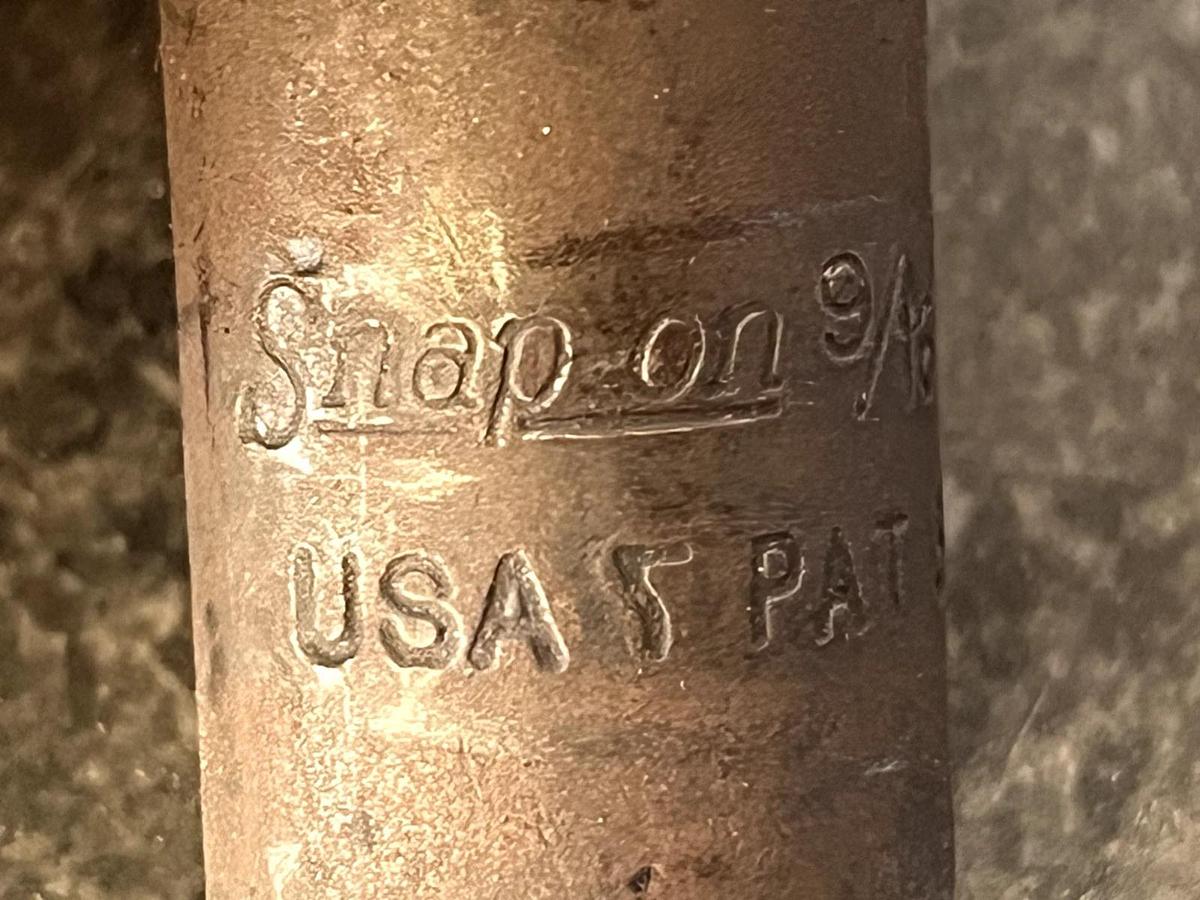 Snap-on 9/16
USA PAT